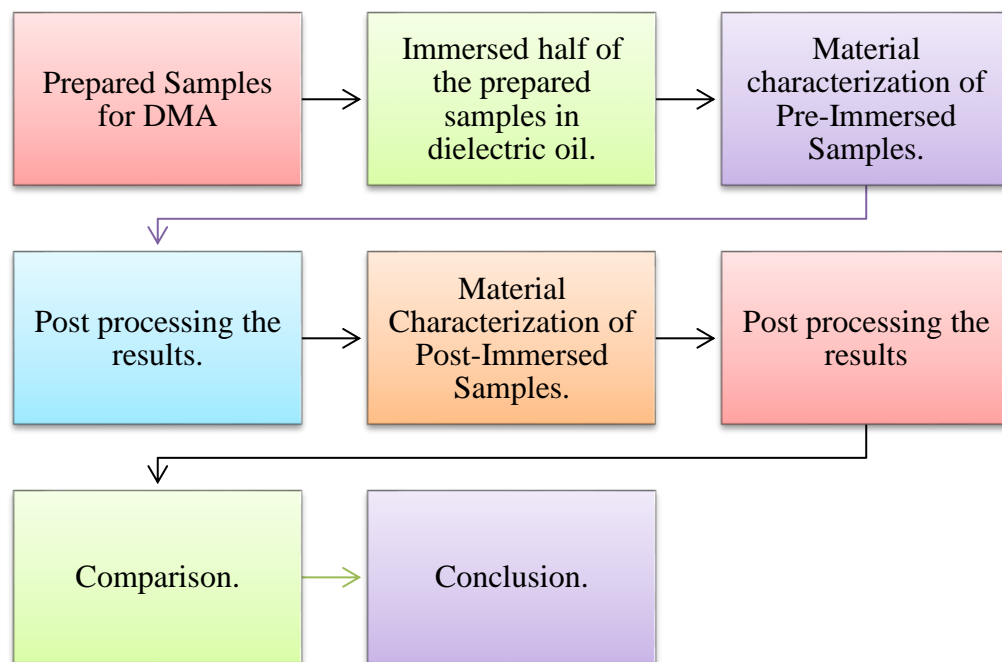 Prepared Samples
for DMA
Immersed half of
the prepared
samples in
dielectric oil.
Material
characterization of
Pre-Immersed
Samples.
Post processing the
results.
Material
Characterization of
Post-Immersed
Samples.
Post processing the
results
Comparison.
Conclusion.